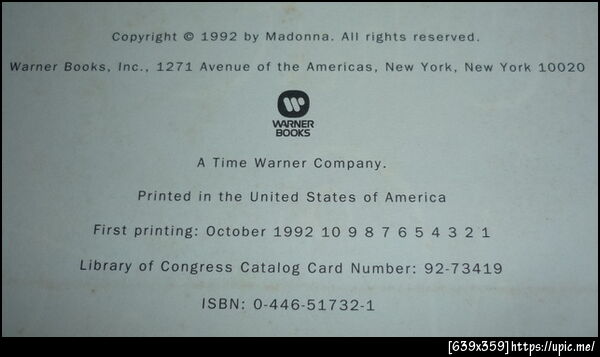 Copyright © 1992 by Madonna. All rights reserved.
Warner Books, Inc., 1271 Avenue of the Americas, New York, New York 10020
WARNER
BOOKS
A Time Warner Company.
Printed in the United States of America
First printing: October 1992 10 9 8 7 6 5 4 3 2 1
Library of Congress Catalog Card Number: 92-73419
ISBN: 0-446-51732-1
[639x359]https://upic.me/